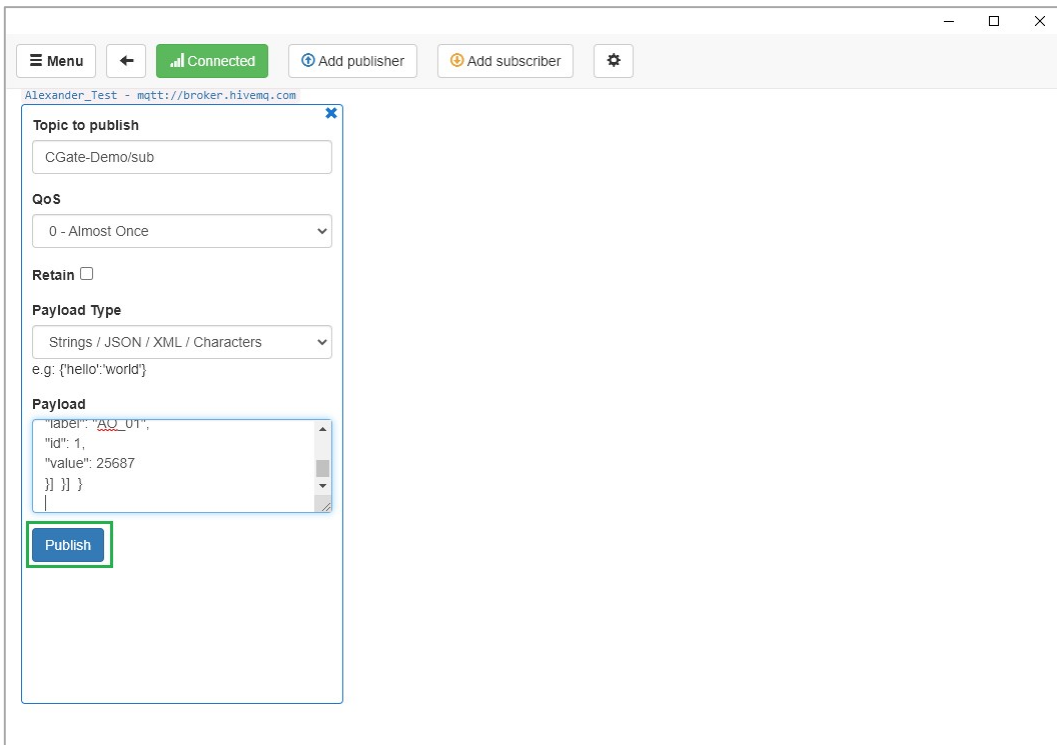 Menu
Connected
Add publisher
Add subscriber
Alexander_Test - mqtt://broker.hivemq.com
Topic to publish
CGate-Demo/sub
QoS
0 - Almost Once
Retain
Payload Type
Strings / JSON / XML / Characters
e.g: {'hello':'world'}
Payload
"label": "AO_01",
"id": 1,
"value": 25687
}] }] }
Publish